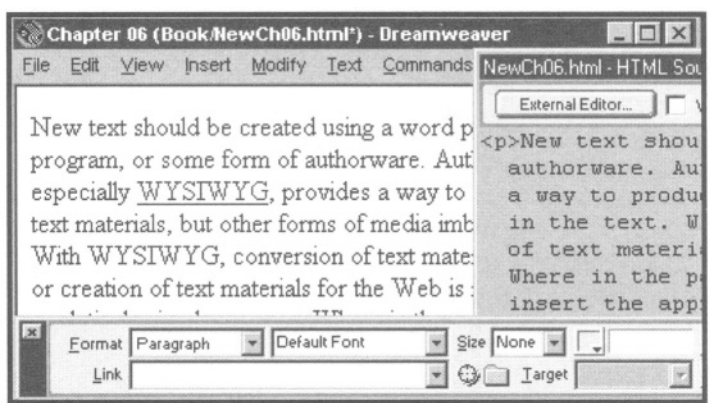 Chapter 06 (Book/NewCh06.html*) - Dreamweaver
File Edit View Insert Modify Text Commands
NewCh06.html - HTML Sou
External Editor...
New text should be created using a word p
program, or some form of authorware. Aut
especially WYSIWYG, provides a way to
text materials, but other forms of media imb
With WYSIWYG, conversion of text mate
or creation of text materials for the Web is
<p>New text shou
authorware. Au
a way to produ
in the text. W
of text materi
Where in the p
insert the app
Format Paragraph Default Font Size None
Link Target